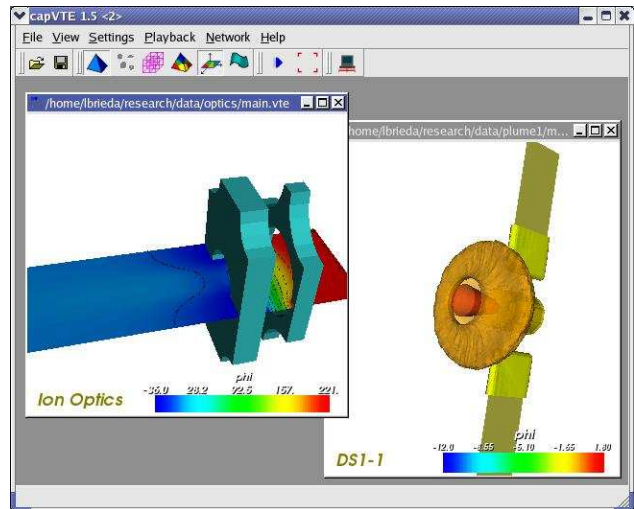 capVTE 1.5 <2>
File View Settings Playback Network Help
/home/lbrieda/research/data/optics/main.vte
/home/lbrieda/research/data/plume1/m...
phi
-36.0 28.2 92.5 157. 221.
Ion Optics
phi
-12.0 -8.55 -5.10 -1.65 1.80
DS1-1